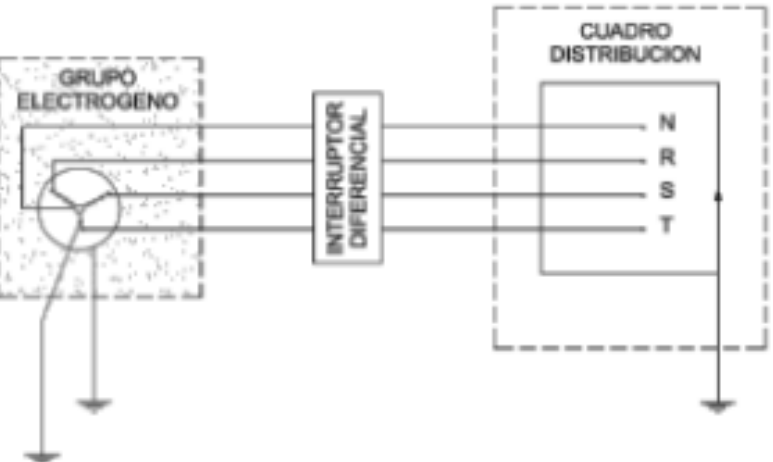 CUADRO
DISTRIBUCION
GRUPO
ELECTROGENO
INTERRUPTOR
DIFERENCIAL
N
R
S
T